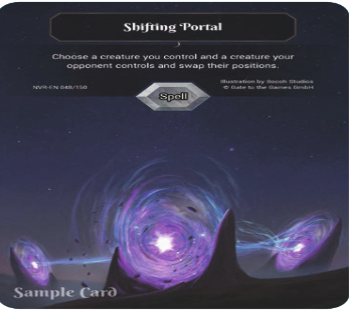 Shifting Portal
Choose a creature you control and a creature your
opponent controls and swap their positions.
Illustration by Socoh Studios
NVR-EN 048/150
© Gate to the Games GmbH
Spell
Sample Card